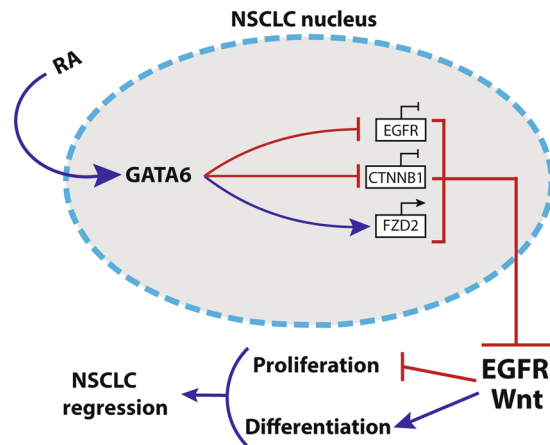 NSCLC nucleus
RA
EGFR
GATA6
CTNNB1
FZD2
Proliferation
EGFR
Wnt
NSCLC
regression
Differentiation